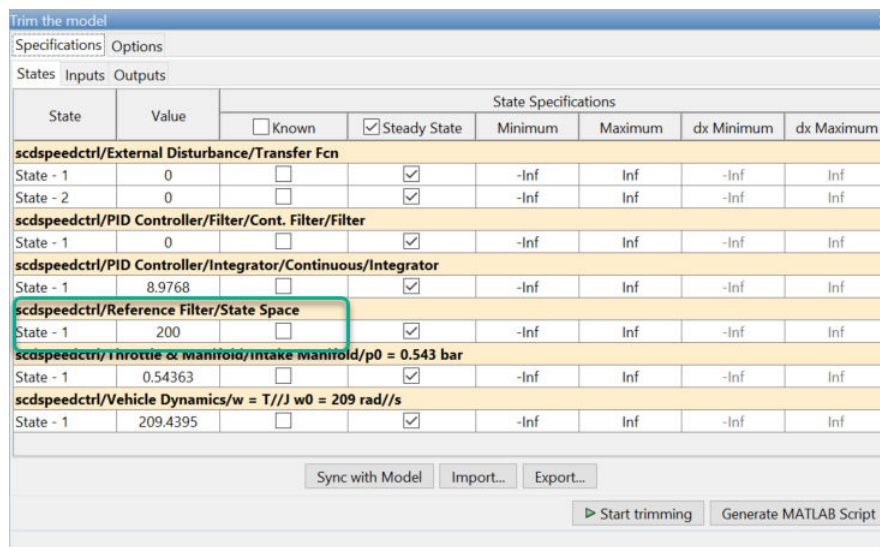 Trim the model
Specifications Options
States Inputs Outputs
State Value State Specifications
Known Steady State Minimum Maximum dx Minimum dx Maximum
scdspeedctrl/External Disturbance/Transfer Fcn
State - 1 0 -Inf Inf -Inf Inf
State - 2 0 -Inf Inf -Inf Inf
scdspeedctrl/PID Controller/Filter/Cont. Filter/Filter
State - 1 0 -Inf Inf -Inf Inf
scdspeedctrl/PID Controller/Integrator/Continuous/Integrator
State - 1 8.9768 -Inf Inf -Inf Inf
scdspeedctrl/Reference Filter/State Space
State - 1 200 -Inf Inf -Inf Inf
scdspeedctrl/Throttle & Manifold/Intake Manifold/p0 = 0.543 bar
State - 1 0.54363 -Inf Inf -Inf Inf
scdspeedctrl/Vehicle Dynamics/w = T//J w0 = 209 rad//s
State - 1 209.4395 -Inf Inf -Inf Inf
Sync with Model Import... Export...
Start trimming Generate MATLAB Script